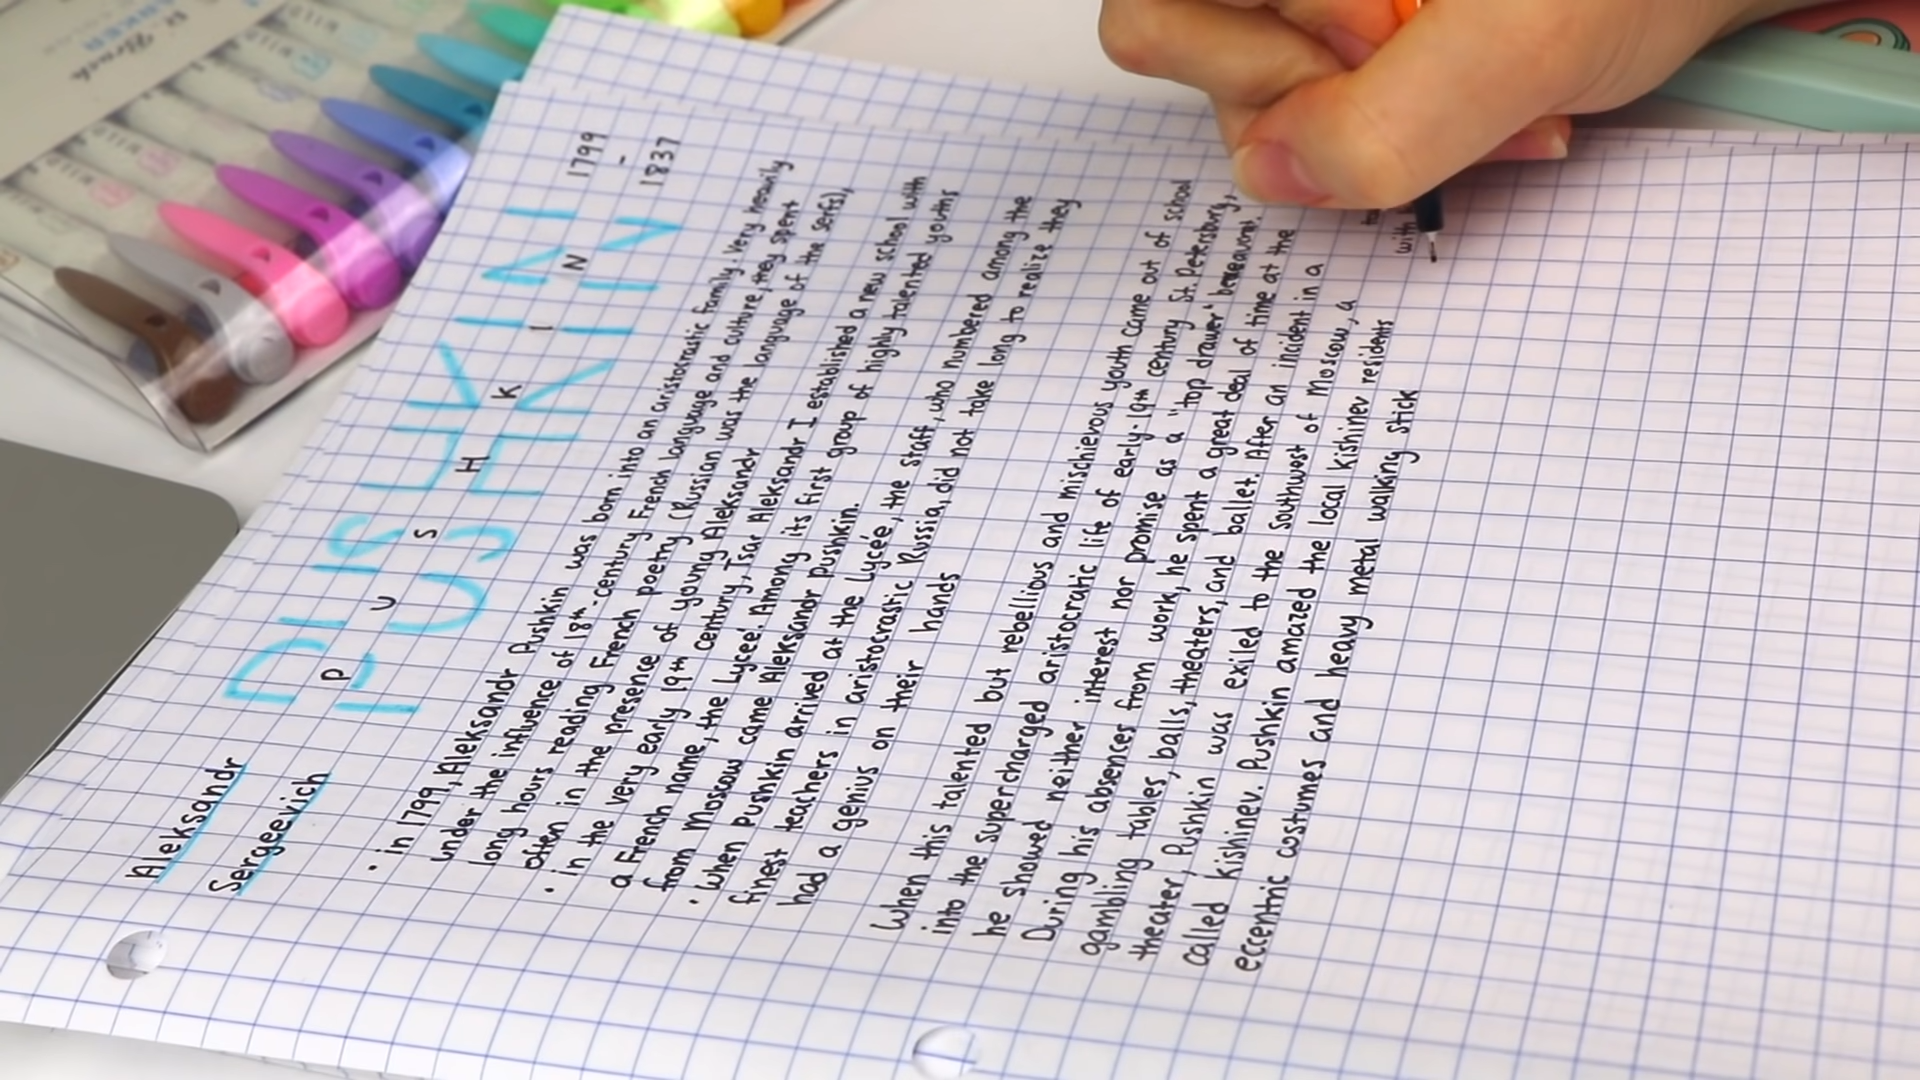 Aleksandr
Sergeevich
PUSHKIN
P U S H K I N
PUSHKIN
1799
-
1837
• in 1799, Aleksandr Pushkin was born into an aristocrastic family. Very heavily
under the influence of 18th-century French language and culture, they spent
long hours reading French poetry (Russian was the language of the serfs),
often in the presence of young Aleksandr
• in the very early 19th century, Tsar Aleksandr I established a new school with
a French name, the Lyceé. Among its first group of highly talented youths
from Moscow came Aleksandr Pushkin.
• When Pushkin arrived at the Lycée, the staff, who numbered among the
finest teachers in aristocrastic Russia, did not take long to realize they
had a genius on their hands
When this talented but rebellious and mischievous youth came out of school
into the supercharged aristocratic life of early-19th century St. Petersburg,
he showed neither interest nor promise as a "top drawer"
During his absences from work, he spent a great deal of time at the
gambling tables, balls, theaters, and ballet. After an incident in a
theater, Pushkin was exiled to the southwest of Moscow, a
called Kishinev. Pushkin amazed the local Kishinev residents with
eccentric costumes and heavy metal walking stick